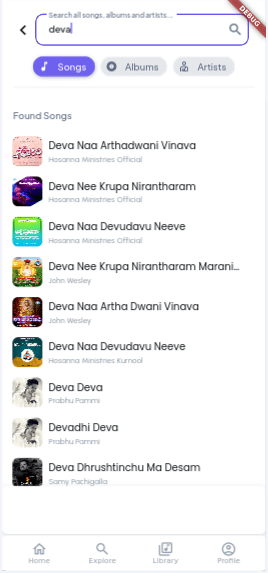 Search all songs, albums and artists...
deva
DEBUG
Songs
Albums
Artists
Found Songs
Deva Naa Arthadwani Vinava
Hosanna Ministries Official
Deva Nee Krupa Nirantharam
Hosanna Ministries Official
Deva Naa Devudavu Neeve
Hosanna Ministries Official
Deva Nee Krupa Nirantharam Marani...
John Wesley
Deva Naa Artha Dwani Vinava
John Wesley
Deva Naa Devudavu Neeve
Hosanna Ministries Kurnool
Deva Deva
Prabhu Pammi
Devadhi Deva
Prabhu Pammi
Deva Dhrushtinchu Ma Desam
Samy Pachigalla
Home
Explore
Library
Profile